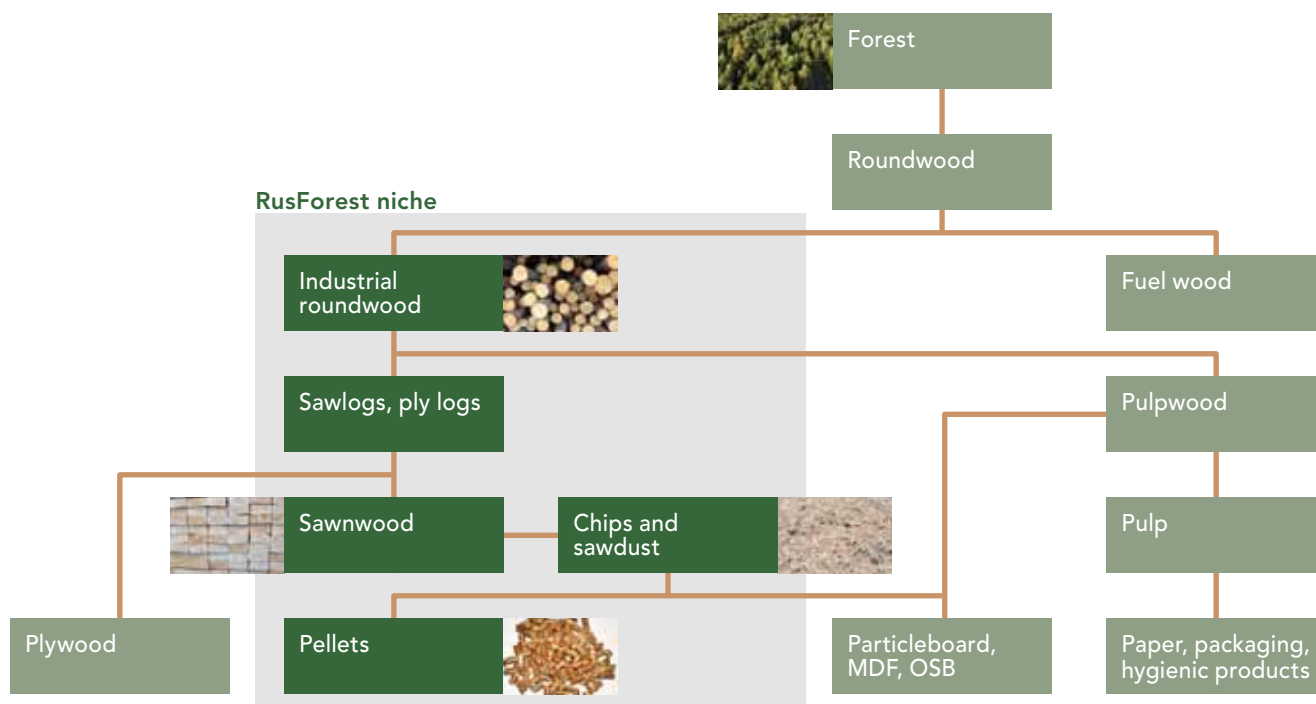 Forest
Roundwood
RusForest niche
Industrial
roundwood
Fuel wood
Sawlogs, ply logs
Pulpwood
Sawnwood
Chips and
sawdust
Pulp
Plywood
Pellets
Particleboard,
MDF, OSB
Paper, packaging,
hygienic products